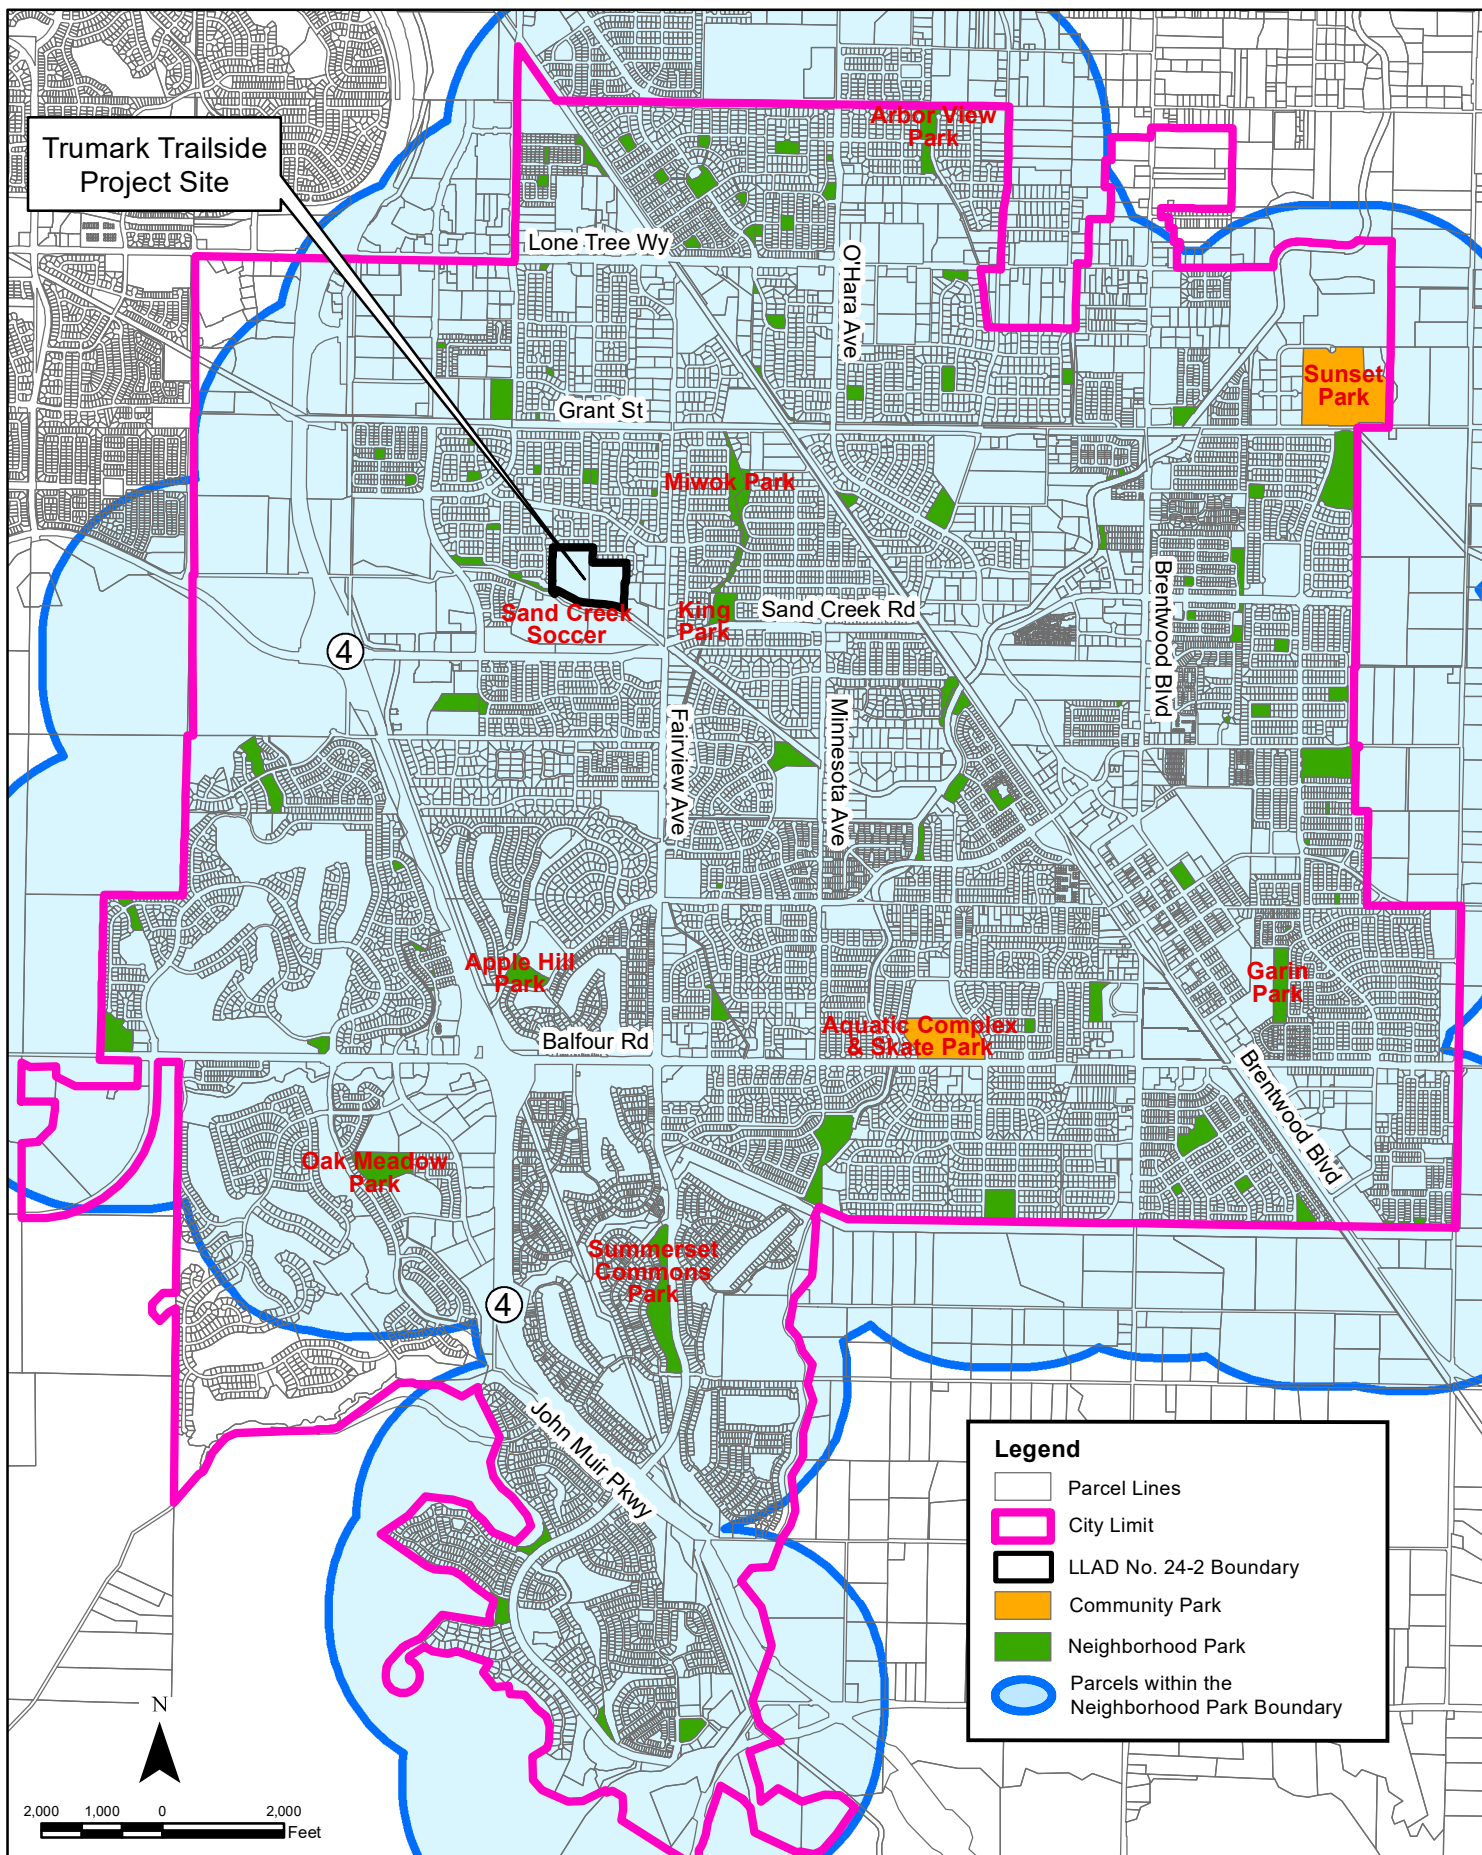 Arbor View
Park
Trumark Trailside
Project Site
Lone Tree Wy
O'Hara Ave
Sunset
Park
Grant St
Miwok Park
Sand Creek
Soccer
King
Park
Sand Creek Rd
Brentwood Blvd
4
Fairview Ave
Minnesota Ave
Apple Hill
Park
Garin
Park
Aquatic Complex
& Skate Park
Balfour Rd
Brentwood Blvd
Oak Meadow
Park
Summerset
Commons
Park
4
John Muir Pkwy
Legend
Parcel Lines
City Limit
LLAD No. 24-2 Boundary
Community Park
Neighborhood Park
Parcels within the
Neighborhood Park Boundary
N
2,000 1,000 0 2,000
Feet